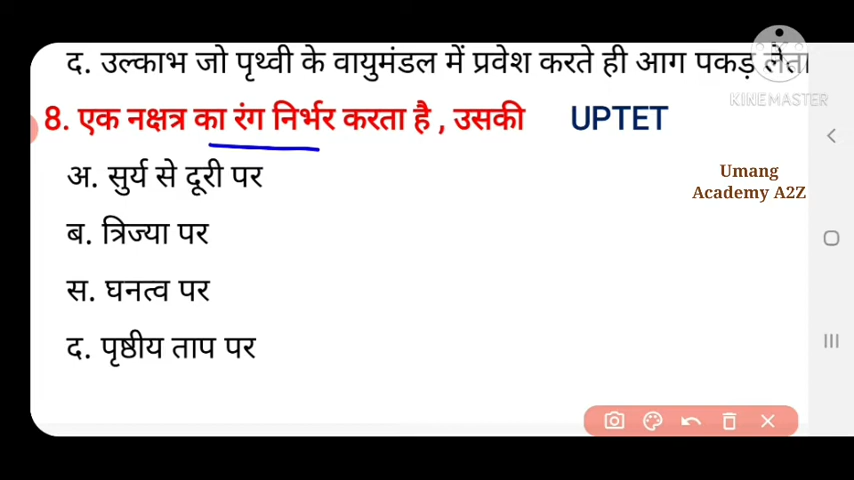 द. उल्काभ जो पृथ्वी के वायुमंडल में प्रवेश करते ही आग पकड़ लेता
KINEMASTER
8. एक नक्षत्र का रंग निर्भर करता है , उसकी UPTET
अ. सुर्य से दूरी पर
Umang
Academy A2Z
ब. त्रिज्या पर
स. घनत्व पर
द. पृष्ठीय ताप पर